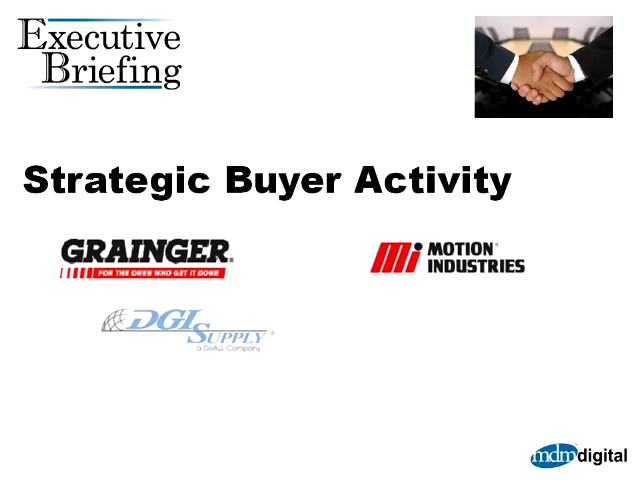 Executive
Briefing
Strategic Buyer Activity
GRAINGER®
FOR THE ONES WHO GET IT DONE
Mi MOTION
INDUSTRIES
DGI
SUPPLY®
a DoALL Company
mdm digital